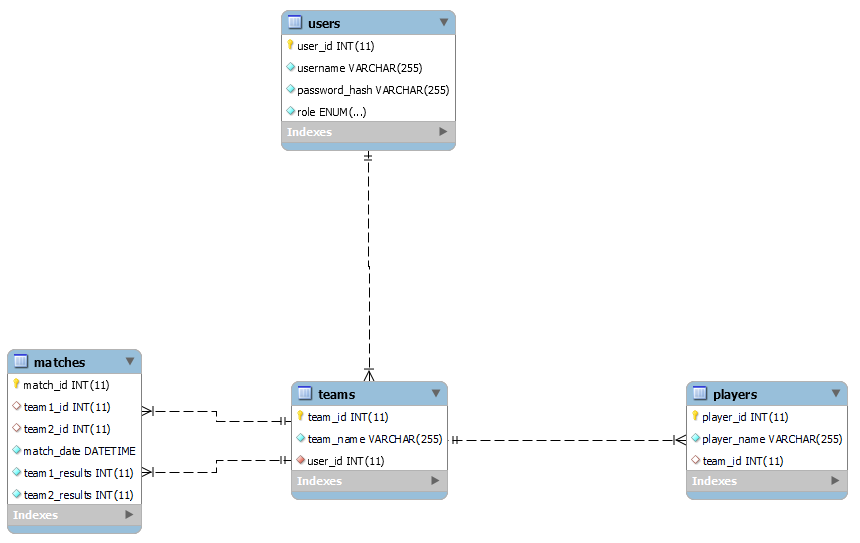 users
user_id INT(11)
username VARCHAR(255)
password_hash VARCHAR(255)
role ENUM(...)
Indexes
matches
match_id INT(11)
team1_id INT(11)
team2_id INT(11)
match_date DATETIME
team1_results INT(11)
team2_results INT(11)
Indexes
teams
team_id INT(11)
team_name VARCHAR(255)
user_id INT(11)
Indexes
players
player_id INT(11)
player_name VARCHAR(255)
team_id INT(11)
Indexes